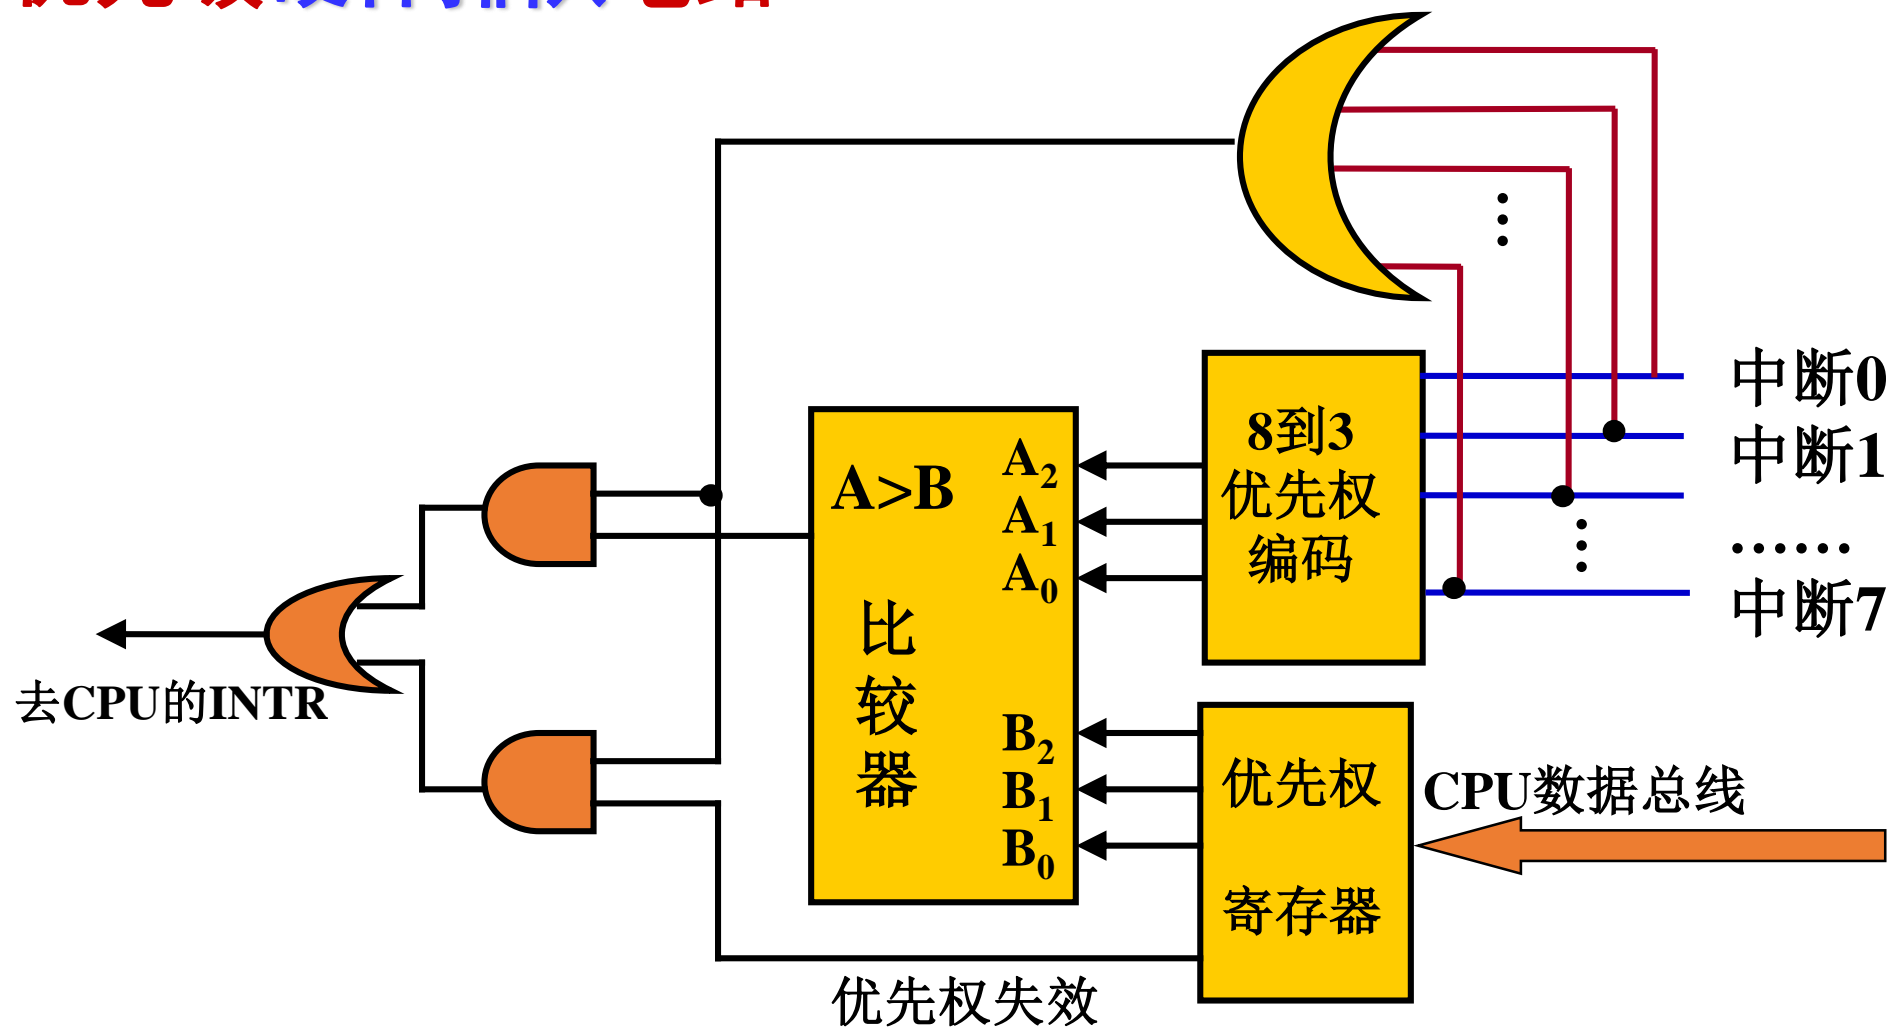 中断0
8到3
A>B
A2
中断1
优先权
A1
……
编码
A0
中断7
比
较
器
去CPU的INTR
B2
优先权
CPU数据总线
B1
B0
寄存器
优先权失效